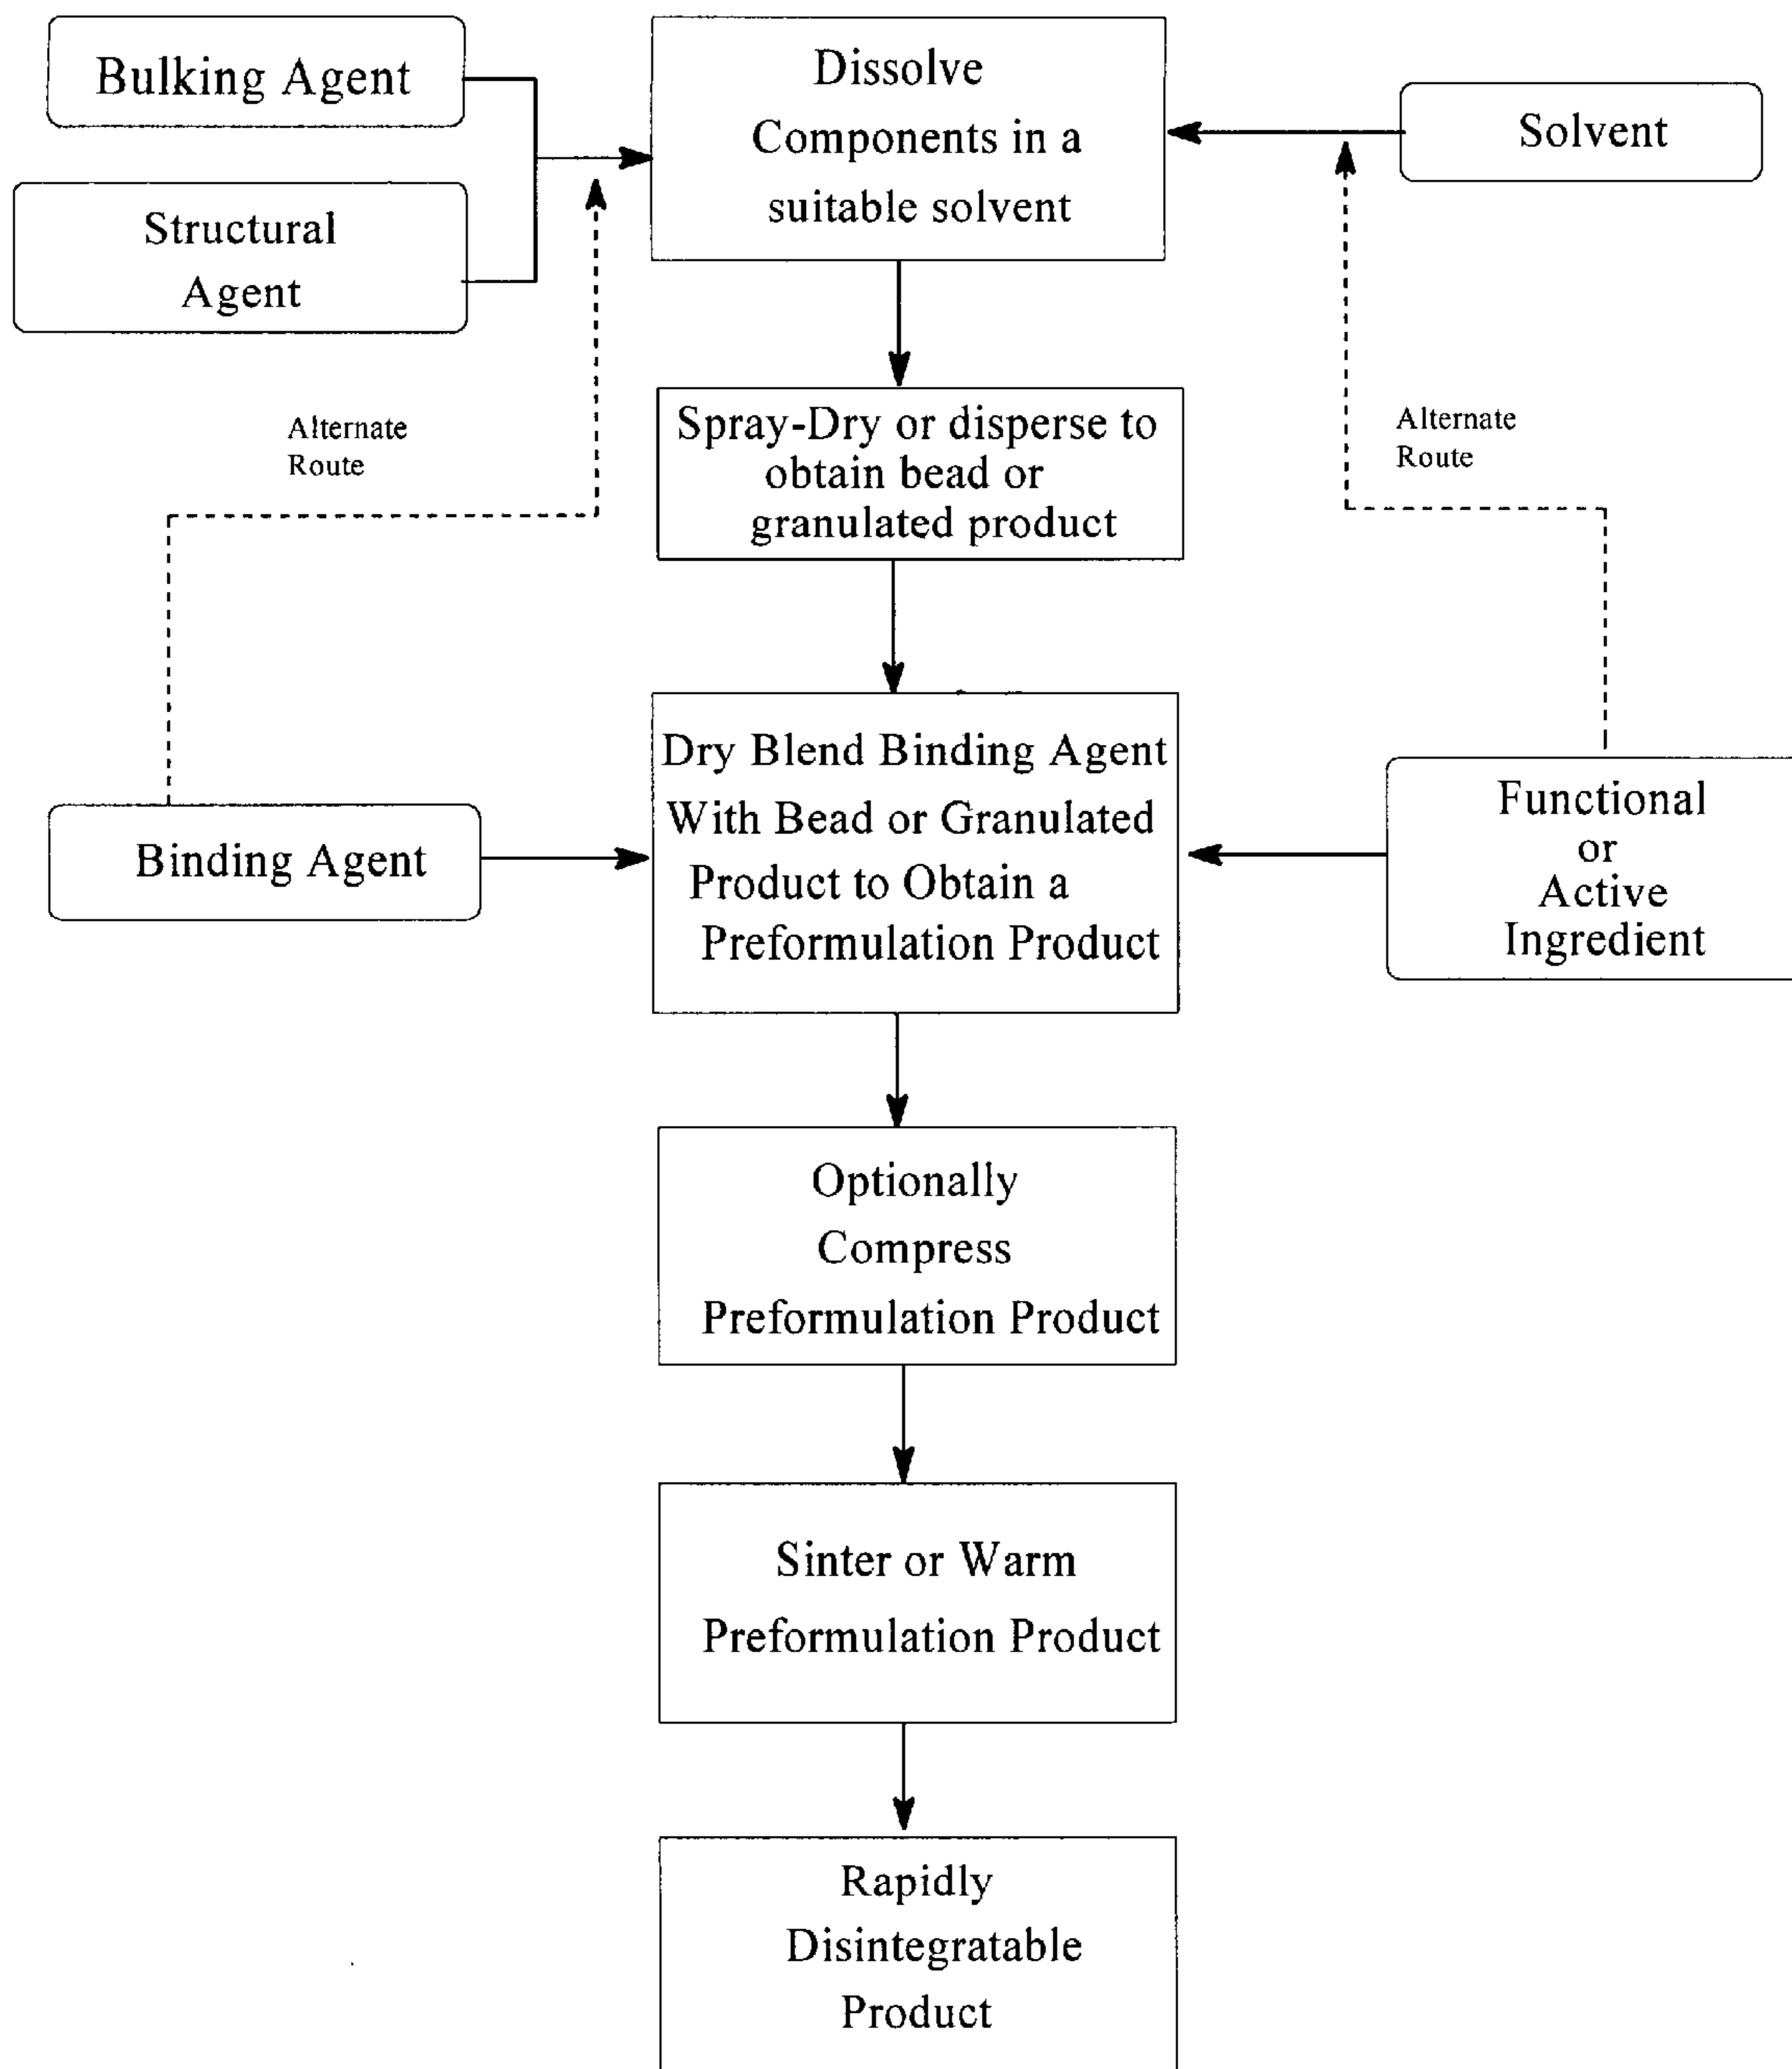 Bulking Agent
Structural
Agent
Dissolve
Components in a
suitable solvent
Solvent
Alternate
Route
Spray-Dry or disperse to
obtain bead or
granulated product
Alternate
Route
Binding Agent
Dry Blend Binding Agent
With Bead or Granulated
Product to Obtain a
Preformulation Product
Functional
or
Active
Ingredient
Optionally
Compress
Preformulation Product
Sinter or Warm
Preformulation Product
Rapidly
Disintegratable
Product